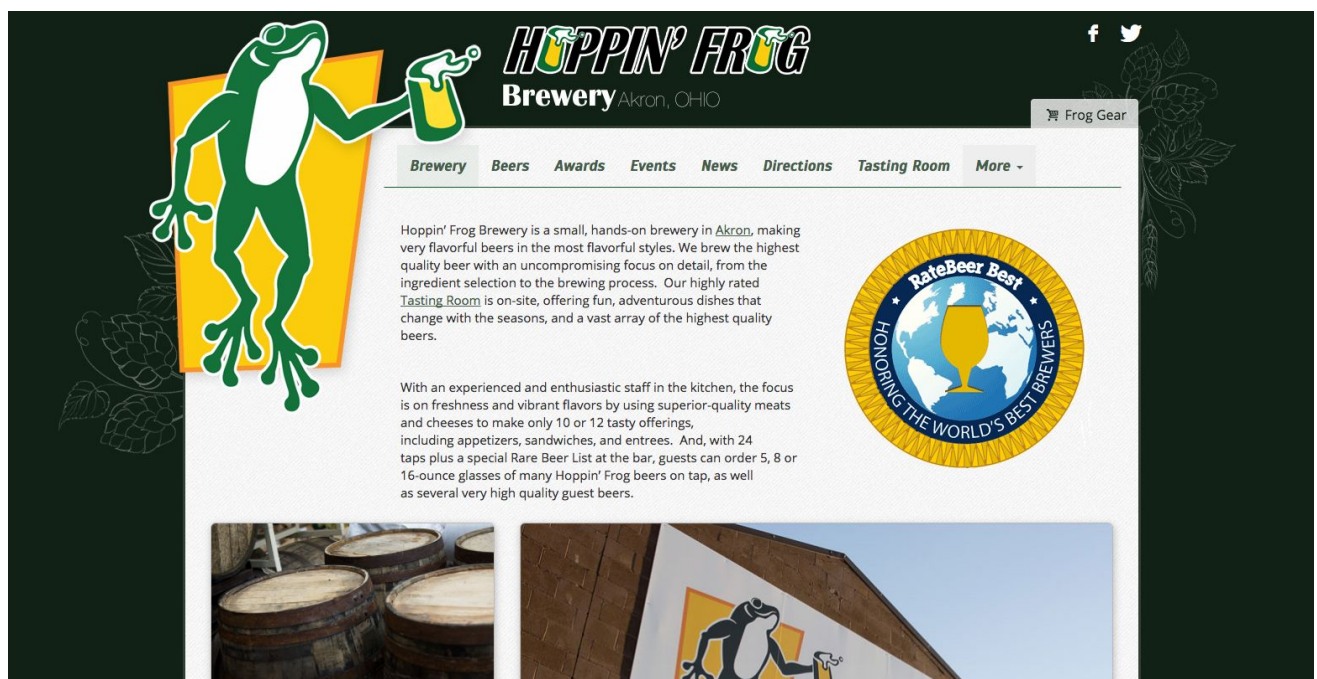 HOPPIN' FROG
Brewery Akron, OHIO
Frog Gear
Brewery Beers Awards Events News Directions Tasting Room More
Hoppin' Frog Brewery is a small, hands-on brewery in Akron, making
very flavorful beers in the most flavorful styles. We brew the highest
quality beer with an uncompromising focus on detail, from the
ingredient selection to the brewing process.  Our highly rated
Tasting Room is on-site, offering fun, adventurous dishes that
change with the seasons, and a vast array of the highest quality
beers.
With an experienced and enthusiastic staff in the kitchen, the focus
is on freshness and vibrant flavors by using superior-quality meats
and cheeses to make only 10 or 12 tasty offerings,
including appetizers, sandwiches, and entrees.  And, with 24
taps plus a special Rare Beer List at the bar, guests can order 5, 8 or
16-ounce glasses of many Hoppin' Frog beers on tap, as well
as several very high quality guest beers.
RateBeer Best
HONORING THE WORLD'S BEST BREWERS